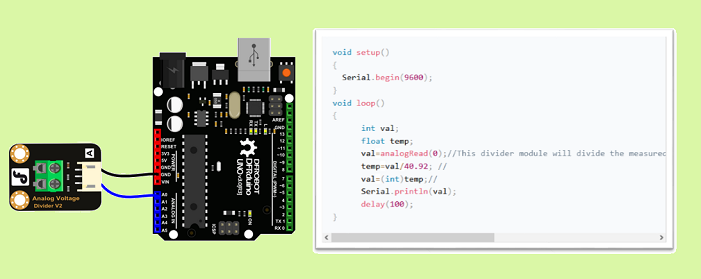 A
Analog Voltage
Divider V2
IOREF
RESET
3V3
5V
GND
GND
VIN
POWER
A0
A1
A2
A3
A4
A5
ANALOG IN
AREF
GND
13
12
~11
~10
~9
8
7
~6
~5
4
~3
2
TX 1
RX 0
DIGITAL (PWM~)
L
TX
RX
ON
ICSP
DFROBOT
DFRduino
UNO
void setup()
{
Serial.begin(9600);
}
void loop()
{
int val;
float temp;
val=analogRead(0);//This divider module will divide the measured
temp=val/40.92; //
val=(int)temp;//
Serial.println(val);
delay(100);
}